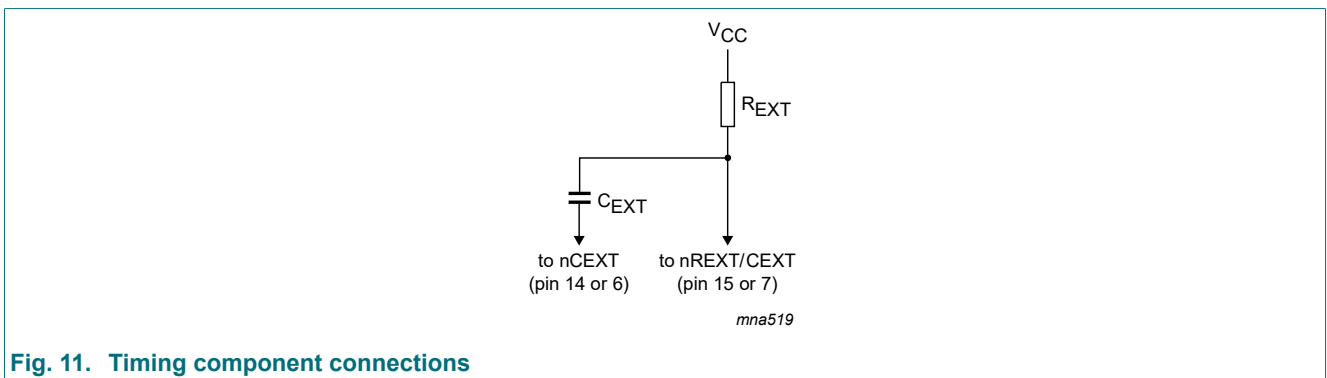 VCC
REXT
CEXT
to nCEXT
(pin 14 or 6)
to nREXT/CEXT
(pin 15 or 7)
mna519
Fig. 11. Timing component connections